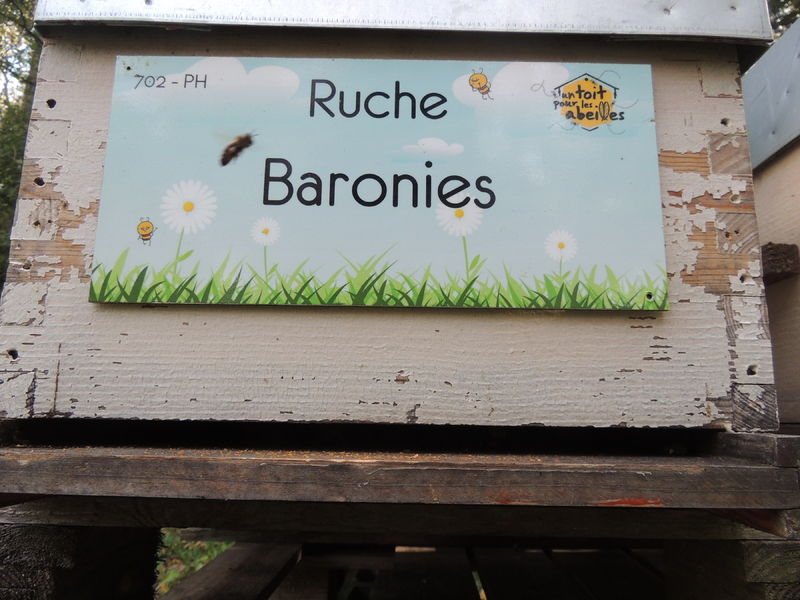 702 - PH
Ruche
Baronies
un toit
pour les
abeilles